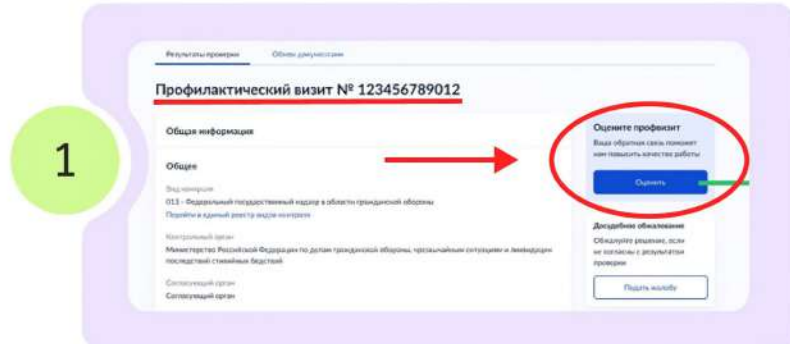 1
Результаты проверки
Обмен документами
Профилактический визит № 123456789012
Общая информация
Общее
Вид контроля
013 - Федеральный государственный надзор в области гражданской обороны
Перейти в единый реестр видов контроля
Контрольный орган
Министерство Российской Федерации по делам гражданской обороны, чрезвычайным ситуациям и ликвидации
последствий стихийных бедствий
Согласующий орган
Согласующий орган
Оцените профвизит
Ваша обратная связь поможет
нам повысить качество работы
Оценить
Досудебное обжалование
Обжалуйте решение, если
не согласны с результатом
проверки
Подать жалобу